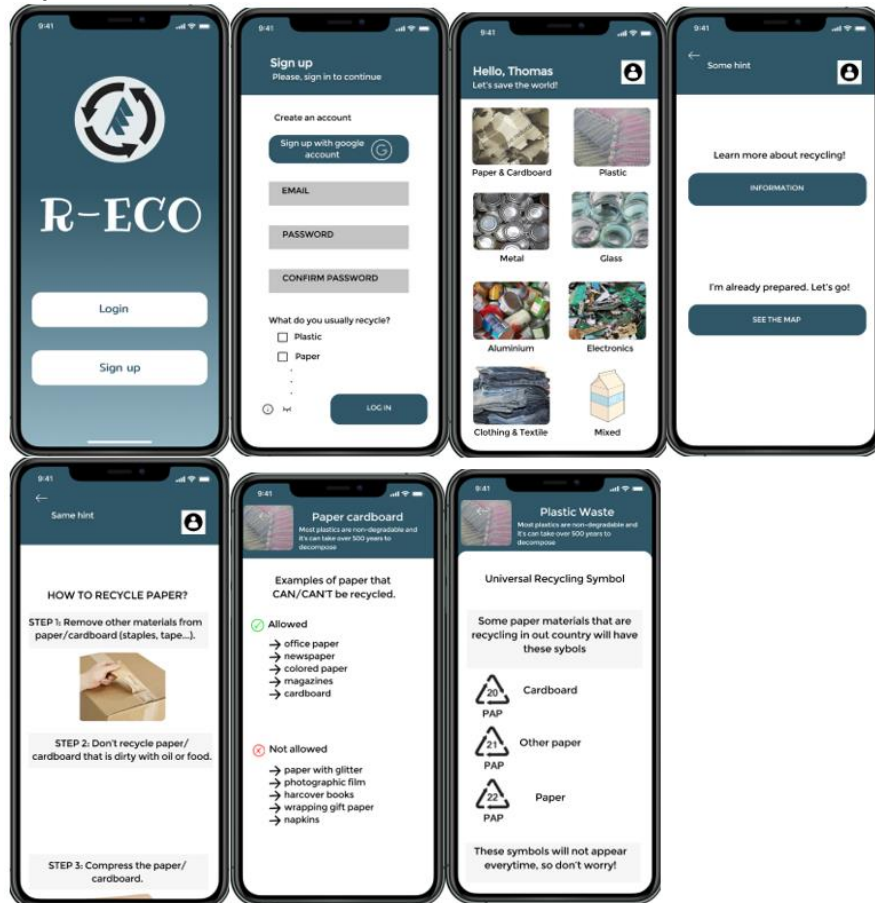 9:41
R-ECO
Login
Sign up
9:41
Sign up
Please, sign in to continue
Create an account
Sign up with google
account
G
EMAIL
PASSWORD
CONFIRM PASSWORD
What do you usually recycle?
Plastic
Paper
LOG IN
9:41
Hello, Thomas
Let's save the world!
Paper & Cardboard
Plastic
Metal
Glass
Aluminium
Electronics
Clothing & Textile
Mixed
9:41
Some hint
Learn more about recycling!
INFORMATION
I'm already prepared. Let's go!
SEE THE MAP
9:41
Same hint
HOW TO RECYCLE PAPER?
STEP 1: Remove other materials from
paper/cardboard (staples, tape...).
STEP 2: Don't recycle paper/
cardboard that is dirty with oil or food.
STEP 3: Compress the paper/
cardboard.
9:41
Paper cardboard
Most plastics are non-degradable and
it's can take over 500 years to
decompose
Examples of paper that
CAN/CAN'T be recycled.
Allowed
→ office paper
→ newspaper
→ colored paper
→ magazines
→ cardboard
Not allowed
→ paper with glitter
→ photographic film
→ harcover books
→ wrapping gift paper
→ napkins
9:41
Plastic Waste
Most plastics are non-degradable and
it's can take over 500 years to
decompose
Universal Recycling Symbol
Some paper materials that are
recycling in out country will have
these sybols
20
PAP
Cardboard
21
PAP
Other paper
22
PAP
Paper
These symbols will not appear
everytime, so don't worry!